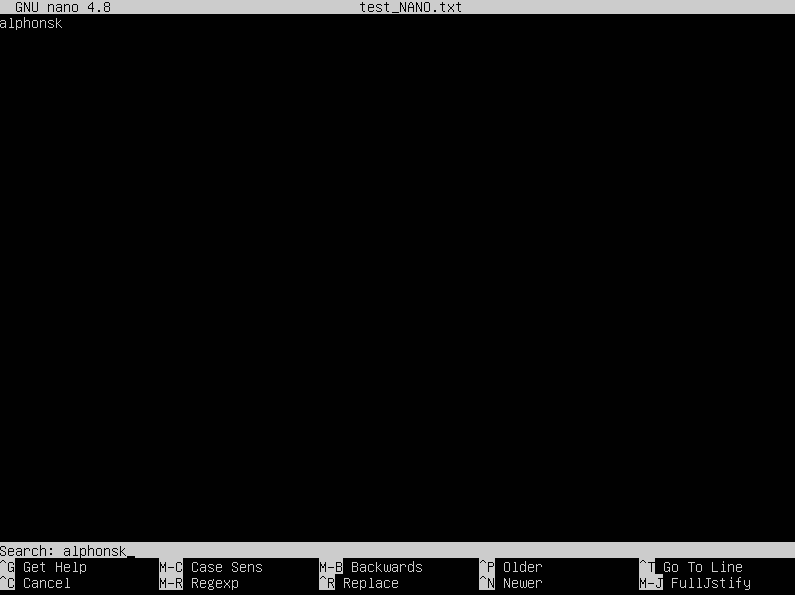 GNU nano 4.8 test_NANO.txt
alphonsk
Search: alphonsk
^G Get Help M-C Case Sens M-B Backwards ^P Older ^T Go To Line
^C Cancel M-R Regexp ^R Replace ^N Newer M-J FullJstify